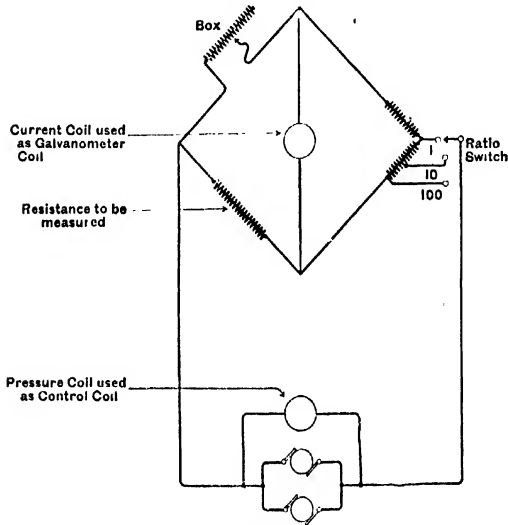 Box
Current Coil used
as Galvanometer
Coil
Ratio
Switch
1
10
100
Resistance to be
measured
Pressure Coil used
as Control Coil